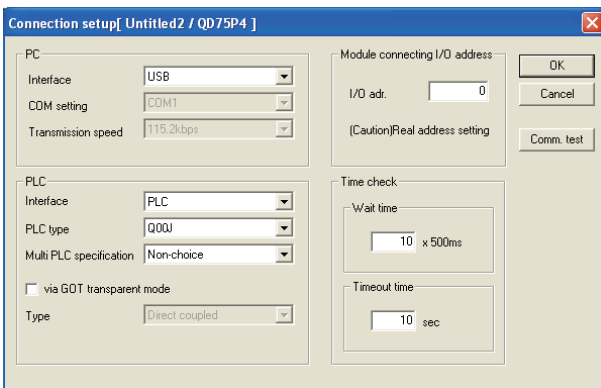 Connection setup[ Untitled2 / QD75P4 ]
PC
Interface USB
COM setting COM1
Transmission speed 115.2kbps
Module connecting I/O address
I/O adr. 0
(Caution)Real address setting
OK
Cancel
Comm. test
PLC
Interface PLC
PLC type Q00J
Multi PLC specification Non-choice
via GOT transparent mode
Type Direct coupled
Time check
Wait time
10 x 500ms
Timeout time
10 sec